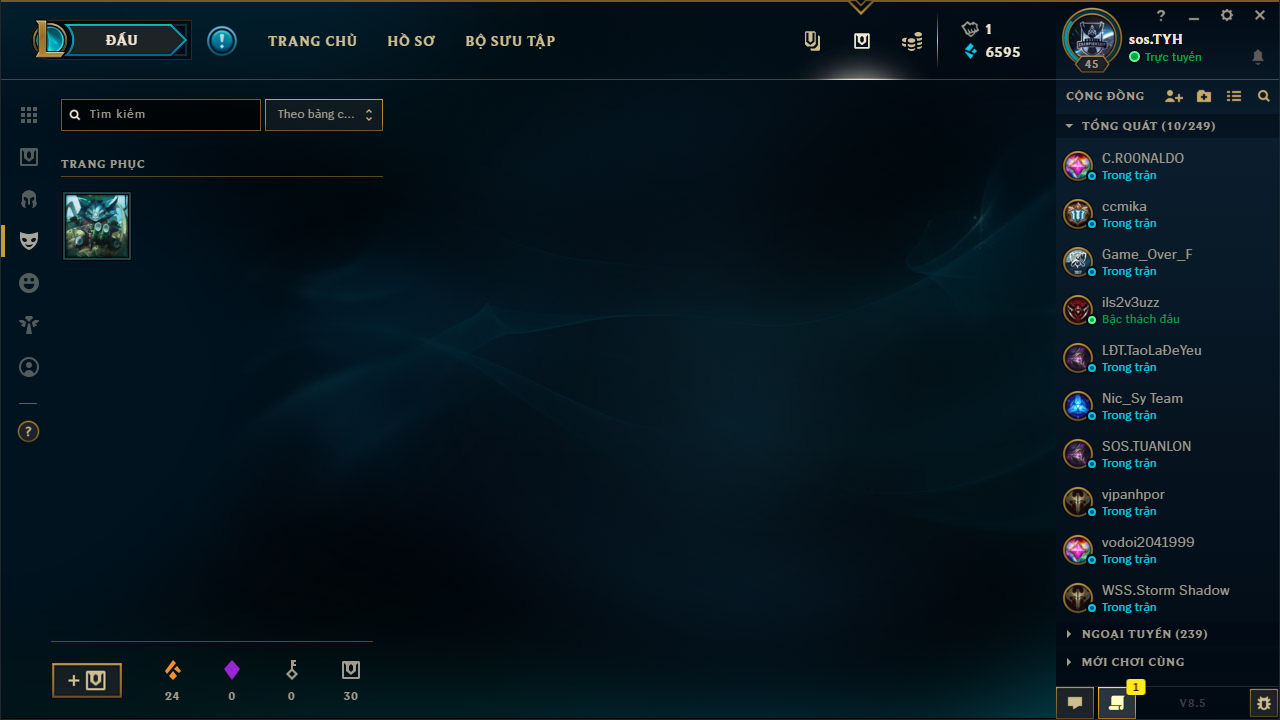 ĐẤU
TRANG CHỦ
HỒ SƠ
BỘ SƯU TẬP
1
6595
?
sos.TYH
Trực tuyến
45
CỘNG ĐỒNG
TỔNG QUÁT (10/249)
C.R00NALDO
Trong trận
ccmika
Trong trận
Game_Over_F
Trong trận
ils2v3uzz
Bậc thách đấu
LĐT.TaoLaĐeYeu
Trong trận
Nic_Sy Team
Trong trận
SOS.TUANLON
Trong trận
vjpanhpor
Trong trận
vodoi2041999
Trong trận
WSS.Storm Shadow
Trong trận
NGOẠI TUYẾN (239)
MỚI CHƠI CÙNG
1
V8.5
Tìm kiếm
Theo bảng c...
TRANG PHỤC
?
24
0
0
30